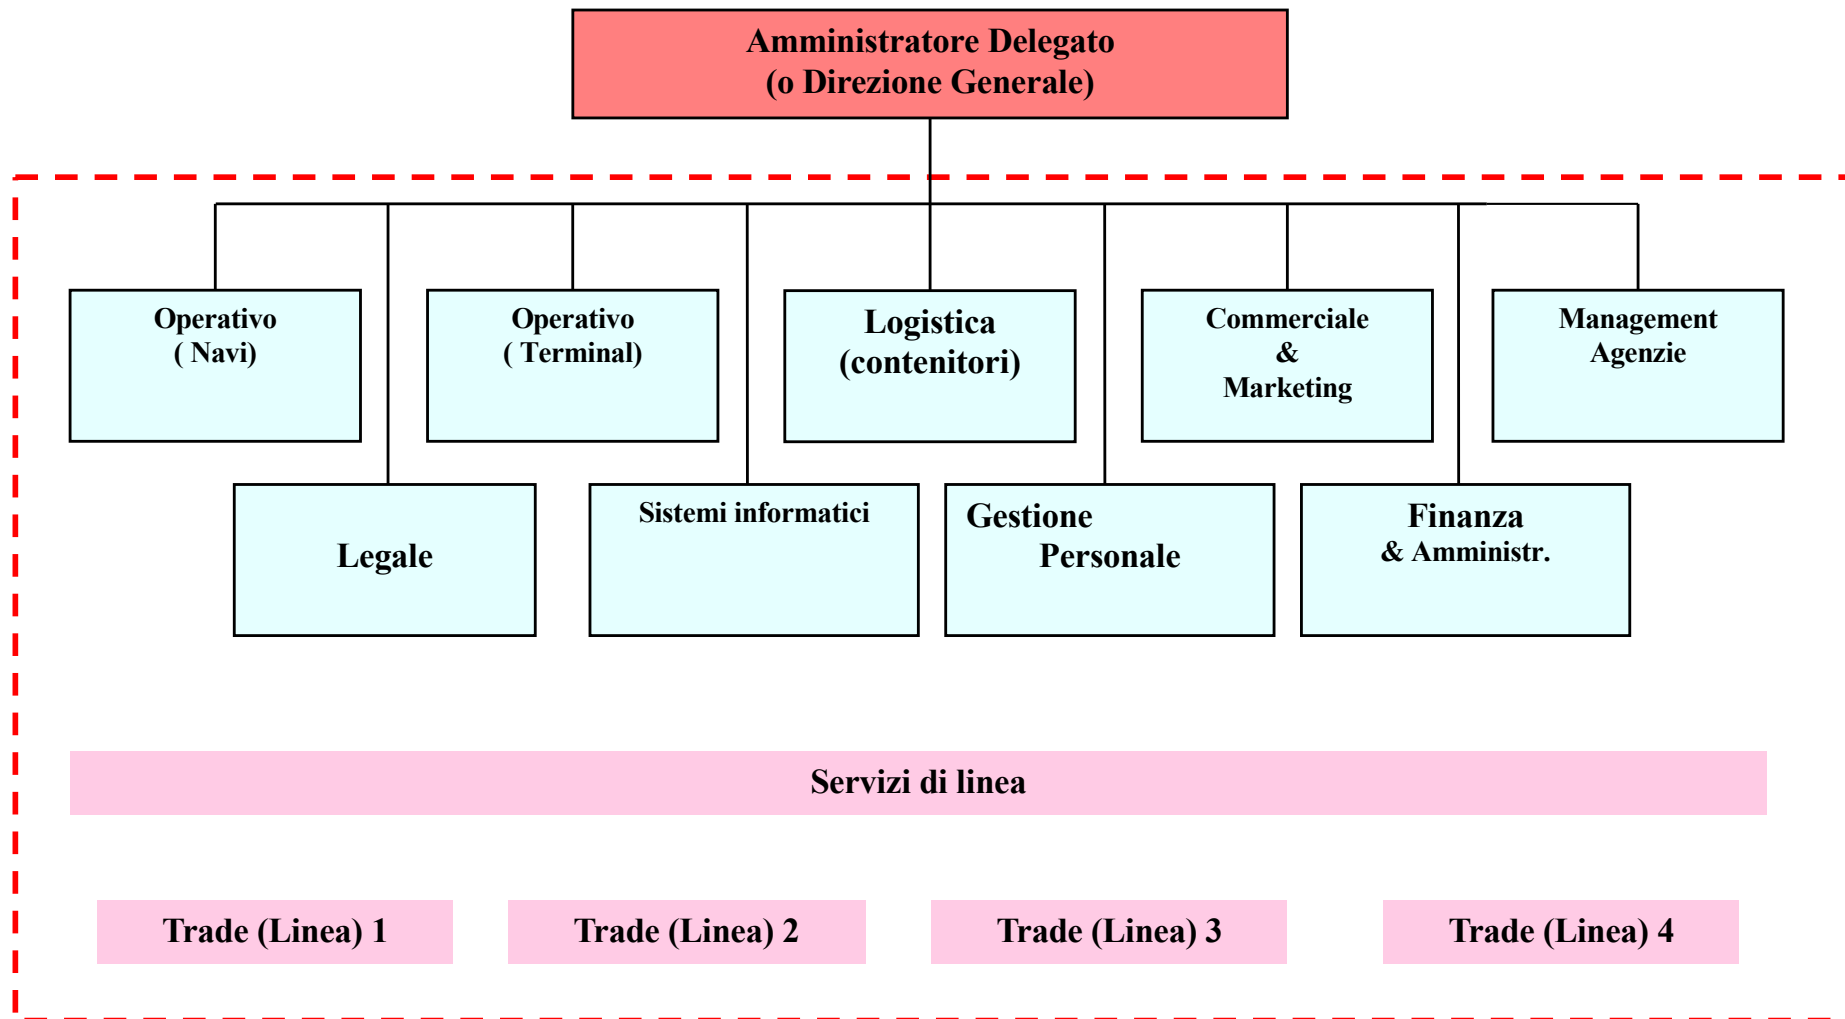 Amministratore Delegato
(o Direzione Generale)
Operativo
( Navi)
Operativo
( Terminal)
Logistica
(contenitori)
Commerciale
&
Marketing
Management
Agenzie
Legale
Sistemi informatici
Gestione
Personale
Finanza
& Amministr.
Servizi di linea
Trade (Linea) 1
Trade (Linea) 2
Trade (Linea) 3
Trade (Linea) 4